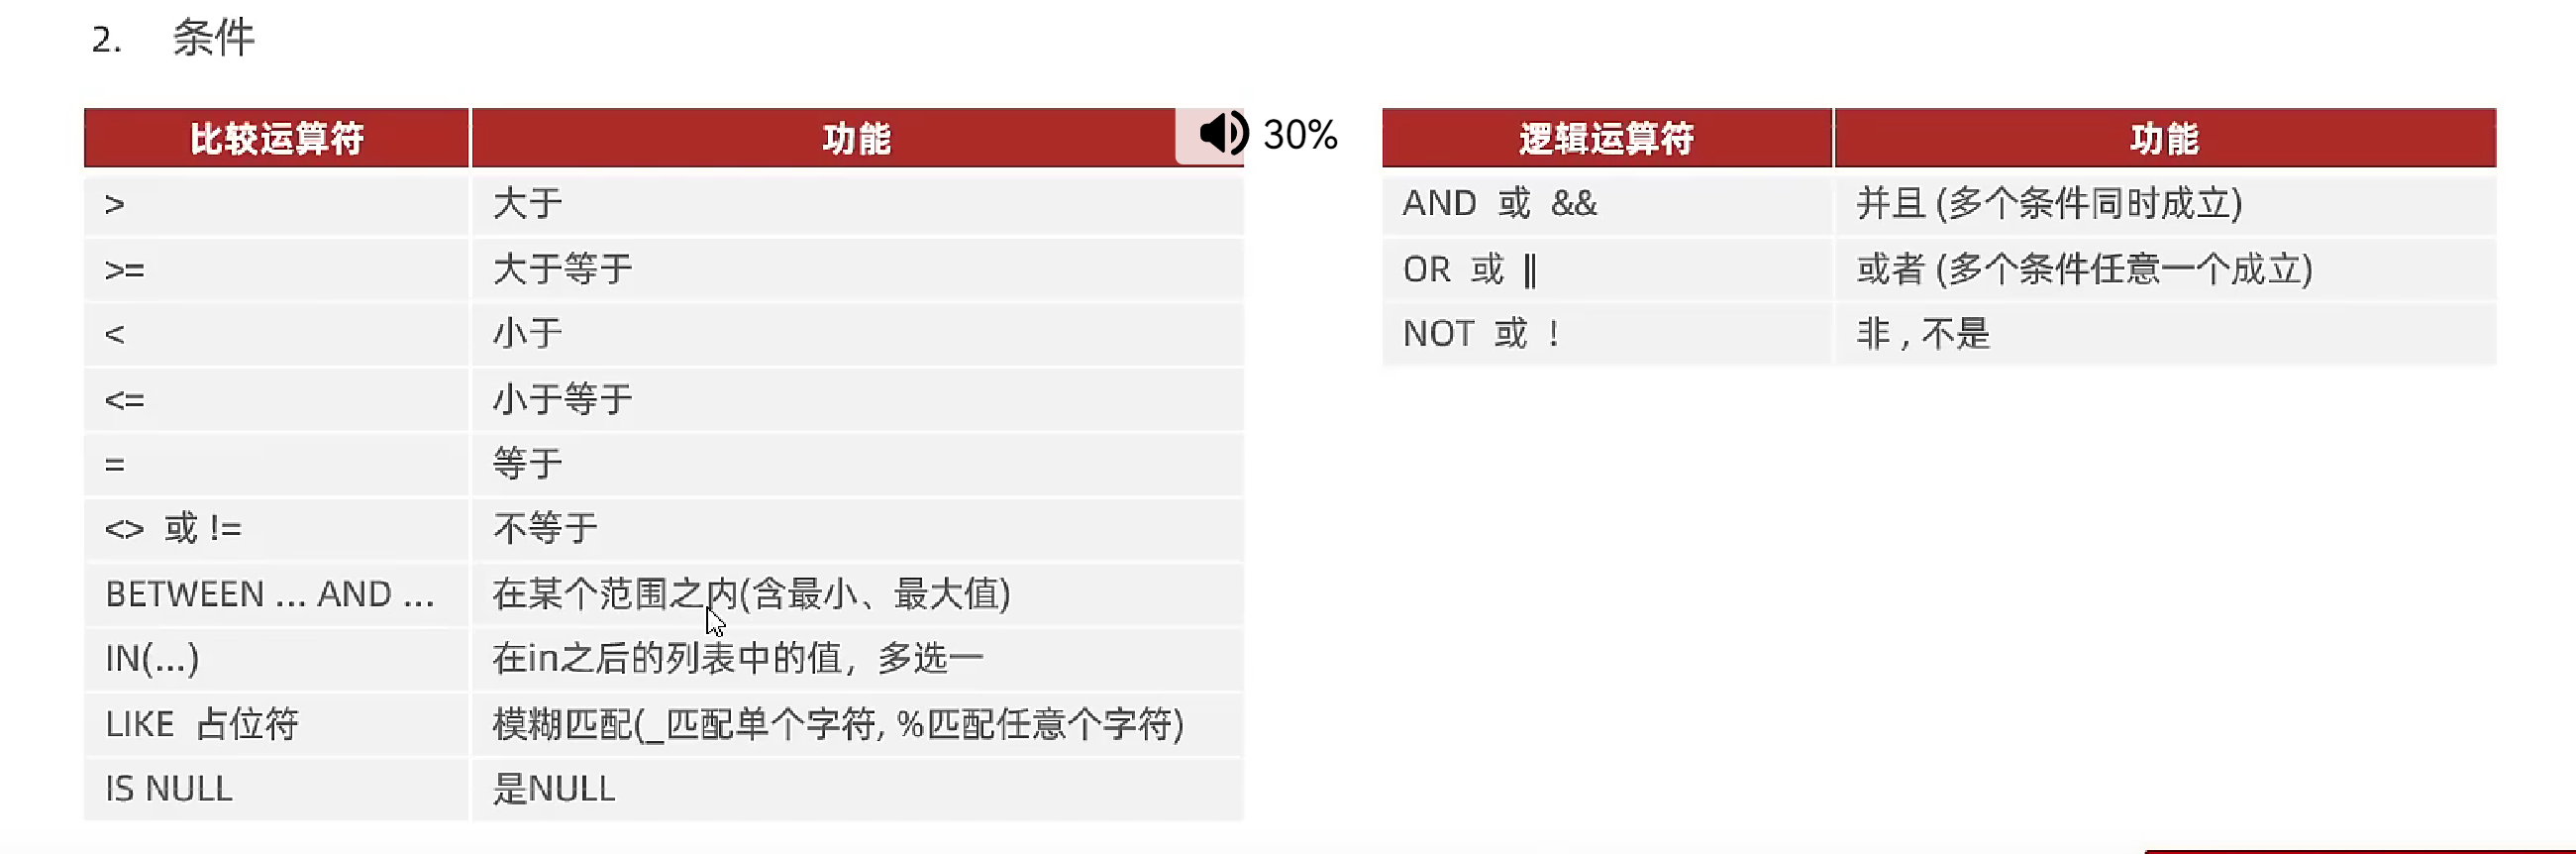 2. 条件
比较运算符 功能
> 大于
>= 大于等于
< 小于
<= 小于等于
= 等于
<> 或 != 不等于
BETWEEN ... AND ... 在某个范围之内(含最小、最大值)
IN(...) 在in之后的列表中的值，多选一
LIKE 占位符 模糊匹配(_匹配单个字符, %匹配任意个字符)
IS NULL 是NULL
30%
逻辑运算符 功能
AND 或 && 并且 (多个条件同时成立)
OR 或 || 或者 (多个条件任意一个成立)
NOT 或 ! 非 , 不是